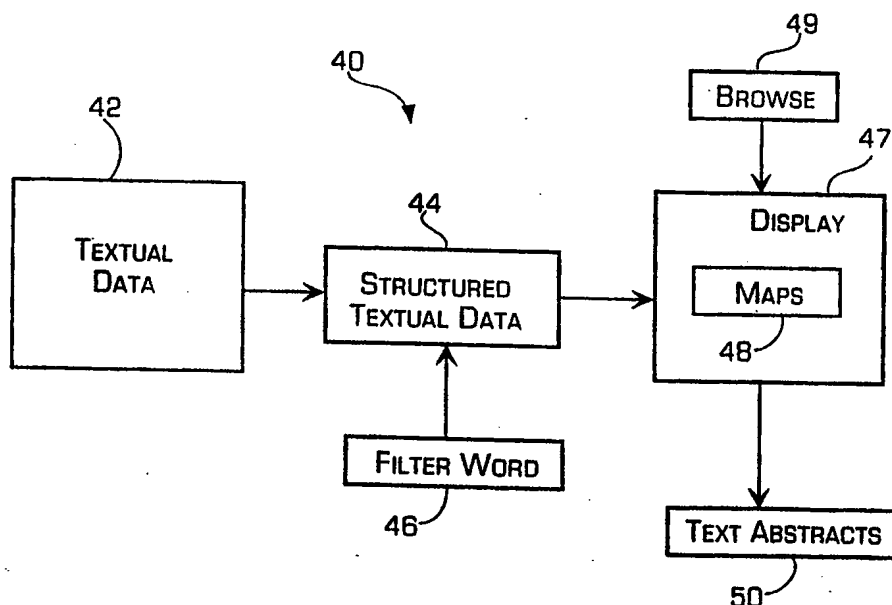 49
40
BROWSE
42
47
44
DISPLAY
TEXTUAL
DATA
STRUCTURED
TEXTUAL DATA
MAPS
48
FILTER WORD
46
TEXT ABSTRACTS
50